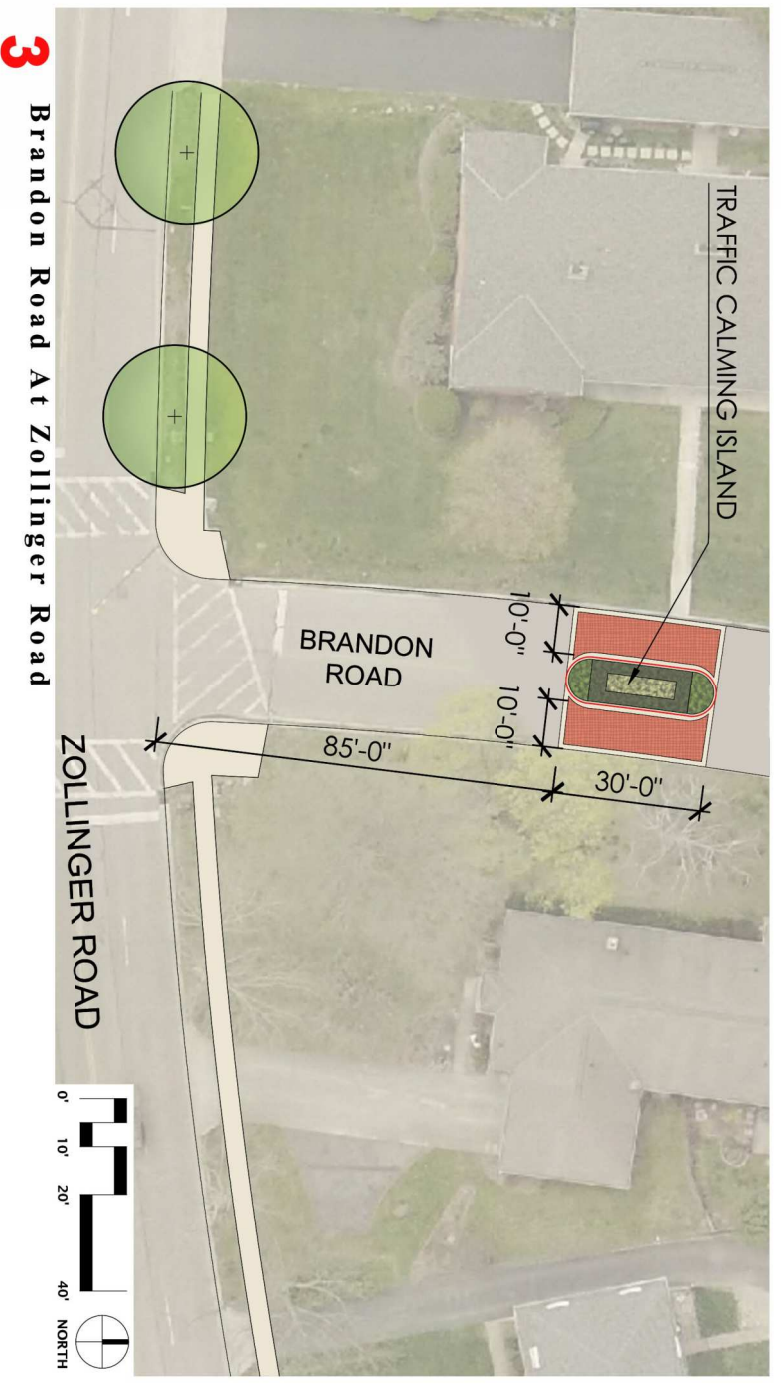 TRAFFIC CALMING ISLAND
10'-0"
10'-0"
BRANDON
ROAD
85'-0"
30'-0"
ZOLLINGER ROAD
0'
10'
20'
40'
NORTH
3 Brandon Road At Zollinger Road